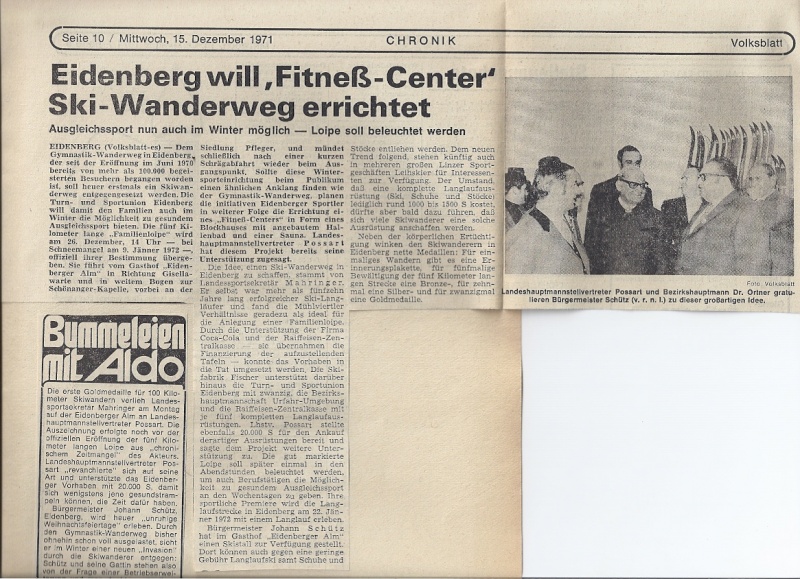 Seite 10 / Mittwoch, 15. Dezember 1971
CHRONIK
Volksblatt
Eidenberg will ‚Fitneß-Center'
Ski-Wanderweg errichtet
Ausgleichssport nun auch im Winter möglich — Loipe soll beleuchtet werden
EIDENBERG (Volksblatt-es) — Dem
Gymnastik-Wanderweg in Eidenberg,
der seit der Eröffnung im Juni 1970
bereits von mehr als 100.000 begei-
sterten Besuchern begangen worden
ist, soll heuer erstmals ein Skiwan-
derweg entgegengesetzt werden. Die
Turn- und Sportunion Eidenberg
will damit den Familien auch im
Winter die Möglichkeit zu gesundem
Ausgleichssport bieten. Die fünf Ki-
lometer lange „Familienloipe" wird
am 26. Dezember, 14 Uhr — bei
Schneemangel am 9. Jänner 1972 —,
offiziell ihrer Bestimmung überge-
ben. Sie führt vom Gasthof „Eiden-
berger Alm" in Richtung Gisella-
warte und in weitem Bogen zur
Schönanger-Kapelle, vorbei an der
Siedlung Pfleger, und mündet
schließlich nach einer kurzen
Schrägabfahrt wieder beim Aus-
gangspunkt. Sollte diese Winter-
sporteinrichtung beim Publikum
einen ähnlichen Anklang finden wie
der Gymnastik-Wanderweg, planen
die initiativen Eidenberger Sportler
in weiterer Folge die Errichtung ei-
nes „Fitneß-Centers" in Form eines
Blockhauses mit angebautem Hal-
lenbad und einer Sauna. Landes-
hauptmannstellvertreter Possart
hat diesem Projekt bereits seine
Unterstützung zugesagt.
Die Idee, einen Ski-Wanderweg in
Eidenberg zu schaffen, stammt von
Landessportsekretär Mahringer.
Er selbst war mehr als fünfzehn
Jahre lang erfolgreicher Ski-Lang-
läufer und fand die Mühlviertler
Verhältnisse geradezu als ideal für
die Anlegung einer Familienloipe.
Durch die Unterstützung der Firma
Coca-Cola und der Raiffeisen-Zen-
tralkasse — sie übernahmen die
Finanzierung der aufzustellenden
Tafeln — konnte das Vorhaben in
die Tat umgesetzt werden. Die Ski-
fabrik Fischer unterstützt darüber
hinaus die Turn- und Sportunion
Eidenberg mit zwanzig, die Bezirks-
hauptmannschaft Urfahr-Umgebung
und die Raiffeisen-Zentralkasse mit
je fünf kompletten Langlaufaus-
rüstungen. Lhstv. Possart stellte
ebenfalls 20.000 S für den Ankauf
derartiger Ausrüstungen bereit und
sagte dem Projekt weitere Unter-
stützung zu. Die gut markierte
Loipe soll später einmal in den
Abendstunden beleuchtet werden,
um auch Berufstätigen die Möglich-
keit zu gesundem Ausgleichssport
an den Wochentagen zu geben. Ihre
sportliche Premiere wird die Lang-
laufstrecke in Eidenberg am 22. Jän-
ner 1972 mit einem Langlauf erleben.
Bürgermeister Johann Schütz
hat im Gasthof „Eidenberger Alm"
einen Skistall zur Verfügung gestellt.
Dort können auch gegen eine geringe
Gebühr Langlaufski samt Schuhe und
Stöcke entliehen werden. Dem neuen
Trend folgend, stehen künftig auch
in mehreren großen Linzer Sport-
geschäften Leihskier für Interessen-
ten zur Verfügung. Der Umstand,
daß eine komplette Langlaufaus-
rüstung (Ski, Schuhe und Stöcke)
lediglich rund 1000 bis 1500 S kostet,
dürfte aber bald dazu führen, daß
sich viele Skiwanderer eine solche
Ausrüstung anschaffen werden.
Neben der körperlichen Ertüchti-
gung winken den Skiwanderern in
Eidenberg nette Medaillen: Für ein-
maliges Wandern gibt es eine Er-
innerungsplakette, für fünfmalige
Bewältigung der fünf Kilometer lan-
gen Strecke eine Bronze-, für zehn-
mal eine Silber- und für zwanzigmal
eine Goldmedaille.
Foto: Volksblatt
Landeshauptmannstellvertreter Possart und Bezirkshauptmann Dr. Ortner gratu-
lieren Bürgermeister Schütz (v. r. n. l.) zu dieser großartigen Idee.
Bummeleien
mit Aldo
Die erste Goldmedaille für 100 Kilo-
meter Skiwandern verlieh Landes-
sportsekretär Mahringer am Montag
auf der Eidenberger Alm an Landes-
hauptmannstellvertreter Possart. Die
Auszeichnung erfolgte noch vor der
offiziellen Eröffnung der fünf Kilo-
meter langen Loipe aus „chroni-
schem Zeitmangel" des Akteurs.
Landeshauptmannstellvertreter Pos-
sart „revanchierte" sich auf seine
Art und unterstützte das Eidenber-
ger Vorhaben mit 20.000 S, damit
sich wenigstens jene gesundstram-
peln können, die Zeit dafür haben.
Bürgermeister Johann Schütz,
Eidenberg, wird heuer „unruhige
Weihnachtsfeiertage" erleben. Durch
den Gymnastik-Wanderweg bisher
ohnehin schon voll ausgelastet, sieht
er im Winter einer neuen „Invasion"
durch die Skiwanderer entgegen:
Schütz und seine Gattin stehen also
von der Frage einer Betriebserwei-